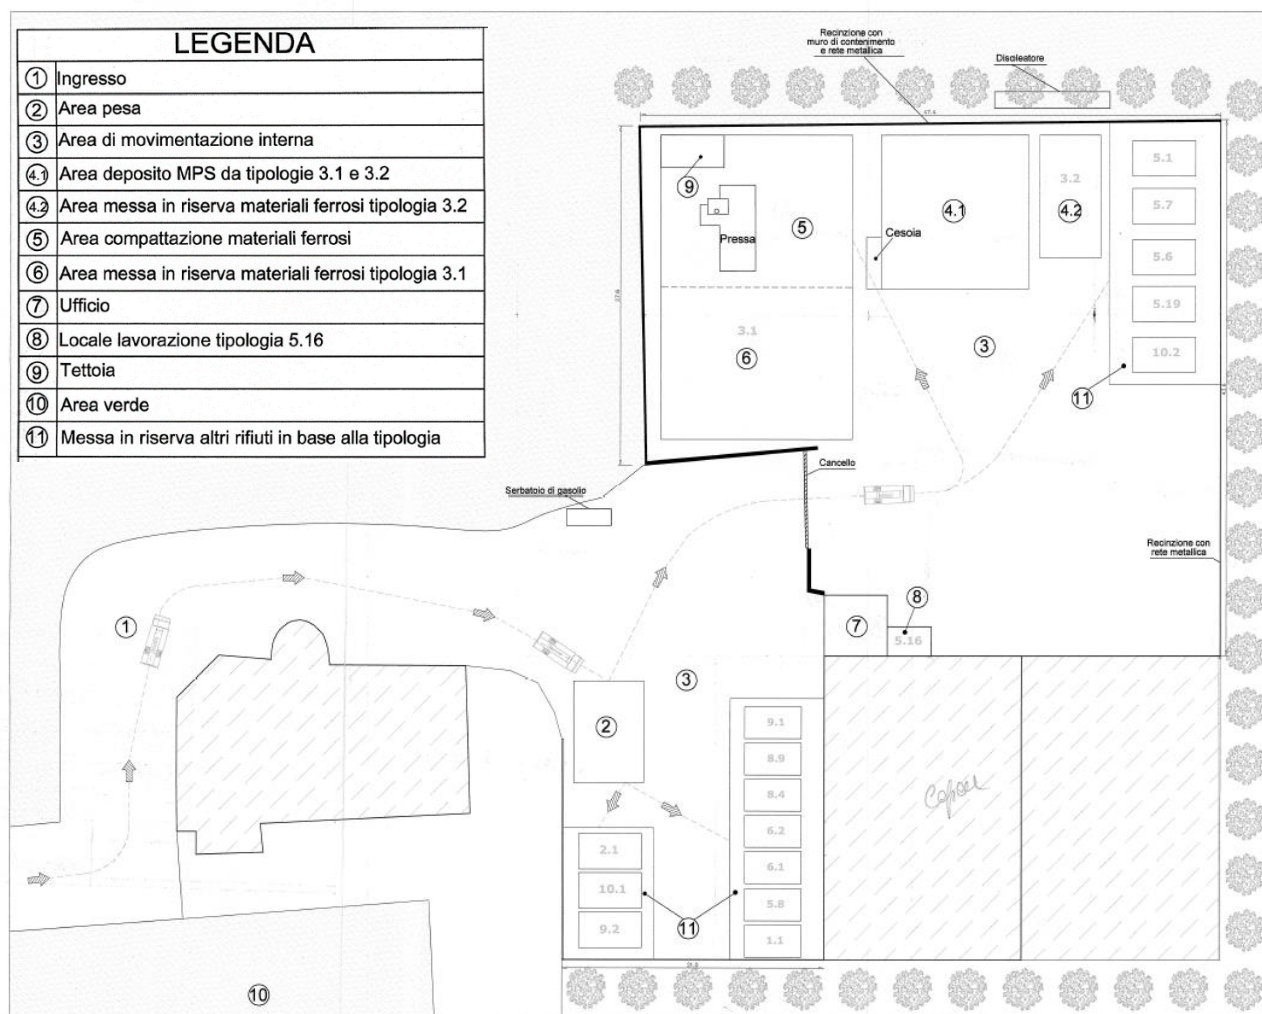 LEGENDA
1 Ingresso
2 Area pesa
3 Area di movimentazione interna
4.1 Area deposito MPS da tipologie 3.1 e 3.2
4.2 Area messa in riserva materiali ferrosi tipologia 3.2
5 Area compattazione materiali ferrosi
6 Area messa in riserva materiali ferrosi tipologia 3.1
7 Ufficio
8 Locale lavorazione tipologia 5.16
9 Tettoia
10 Area verde
11 Messa in riserva altri rifiuti in base alla tipologia
Recinzione con
muro di contenimento
e rete metallica
Disoleatore
9
Pressa
5
4.1
Cesoia
3.2
4.2
5.1
5.7
5.6
5.19
10.2
11
3.1
6
3
Cancello
Serbatoio di gasolio
Recinzione con
rete metallica
1
8
7
5.16
3
2
9.1
8.9
8.4
6.2
6.1
5.8
1.1
2.1
10.1
9.2
11
10